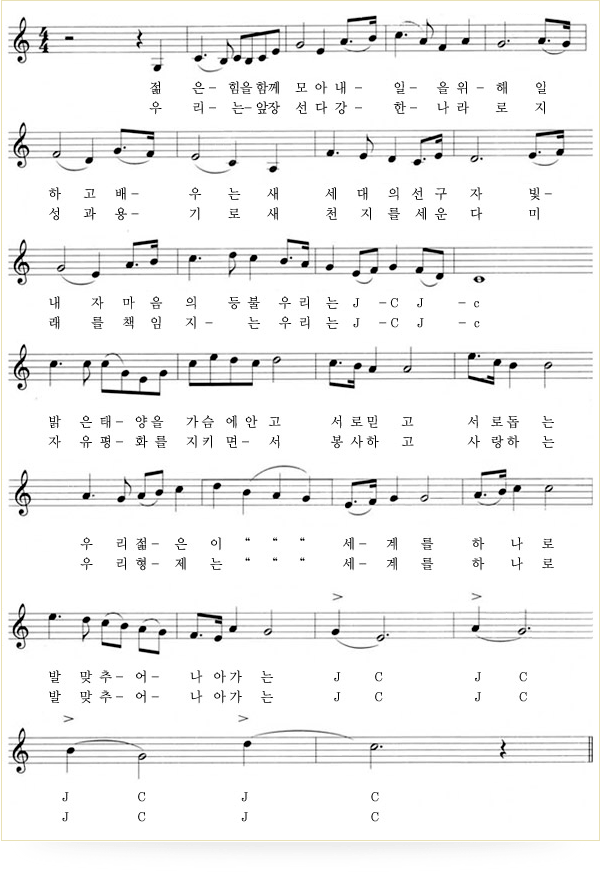 젊 은- 힘을함께 모 아 내 - 일- 을 위- 해 일
우 리- 는-앞장 선 다 강- 한- 나 라 로 지
하 고 배- 우 는 새 세 대 의 선 구 자 빛-
성 과 용- 기 로 새 천 지 를 세 운 다 미
내 자 마 음 의 등 불 우 리 는 J-C J - c
래 를 책 임 지 - 는 우 리 는 J-C J - c
밝 은 태- 양 을 가 슴 에 안 고 서 로 믿 고 서 로 돕 는
자 유 평- 화 를 지 키 면- 서 봉 사 하 고 사 랑 하 는
우 리 젊- 은 이 “ “ “ 세- 계 를 하 나 로
우 리 형- 제 는 “ “ “ 세- 계 를 하 나 로
발 맞 추- 어- 나 아 가 는 J C J C
발 맞 추- 어- 나 아 가 는 J C J C
J C J C
J C J C